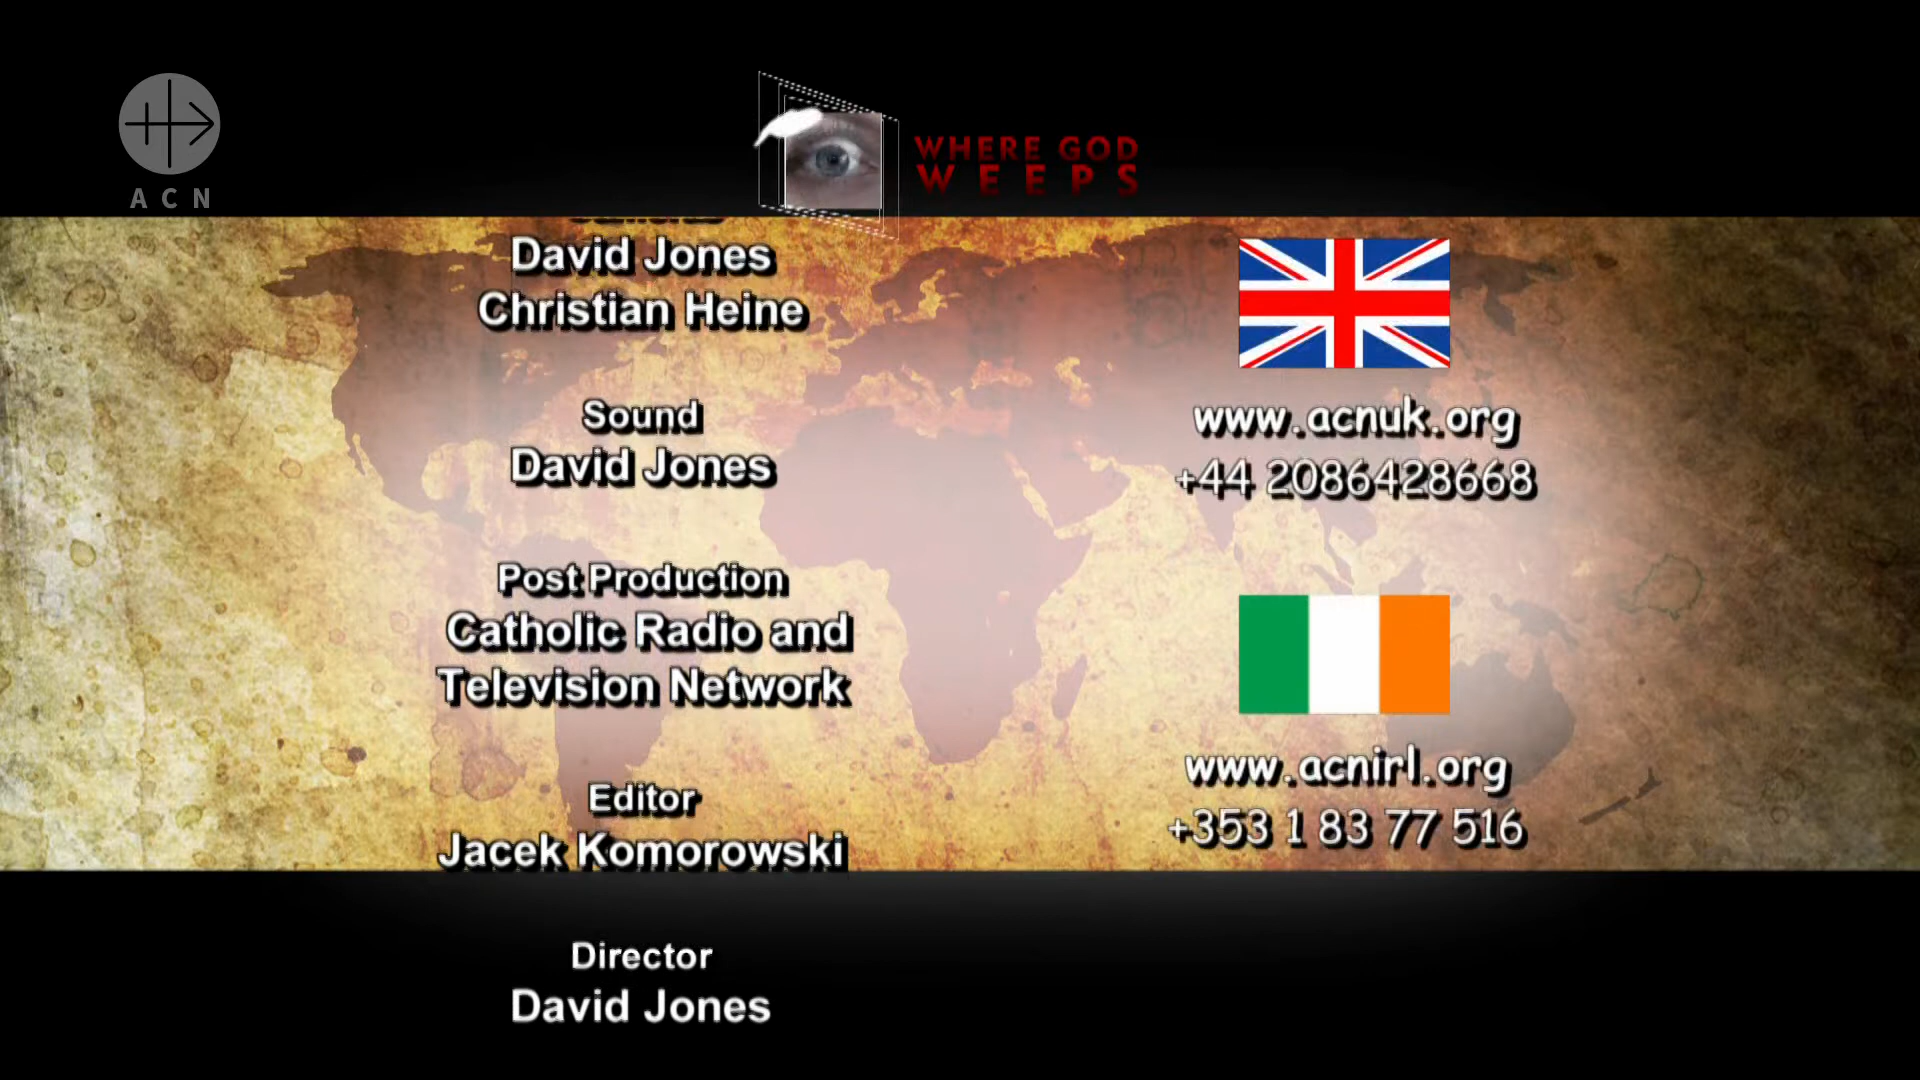 ACN
WHERE GOD
WEEPS
David Jones
Christian Heine
Sound
David Jones
Post Production
Catholic Radio and
Television Network
Editor
Jacek Komorowski
Director
David Jones
www.acnuk.org
+44 2086428668
www.acnirl.org
+353 1 83 77 516